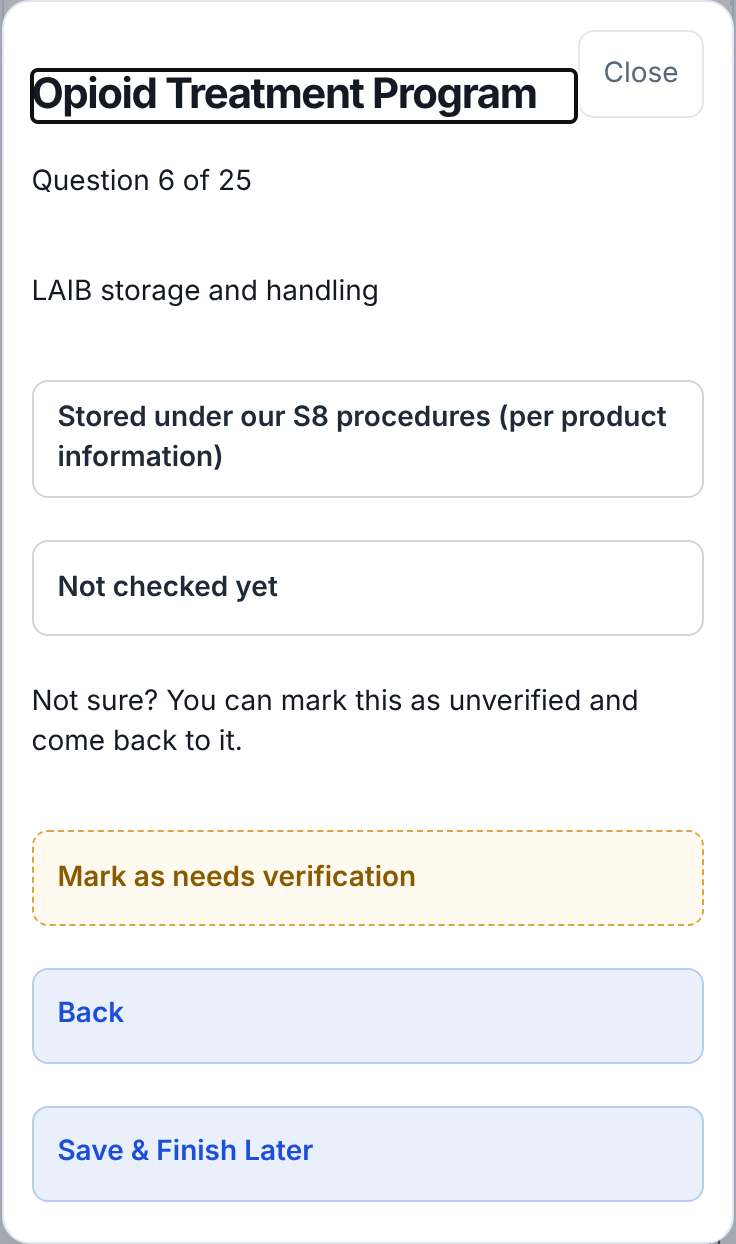 Opioid Treatment Program
Close
Question 6 of 25
LAIB storage and handling
Stored under our S8 procedures (per product
information)
Not checked yet
Not sure? You can mark this as unverified and
come back to it.
Mark as needs verification
Back
Save & Finish Later